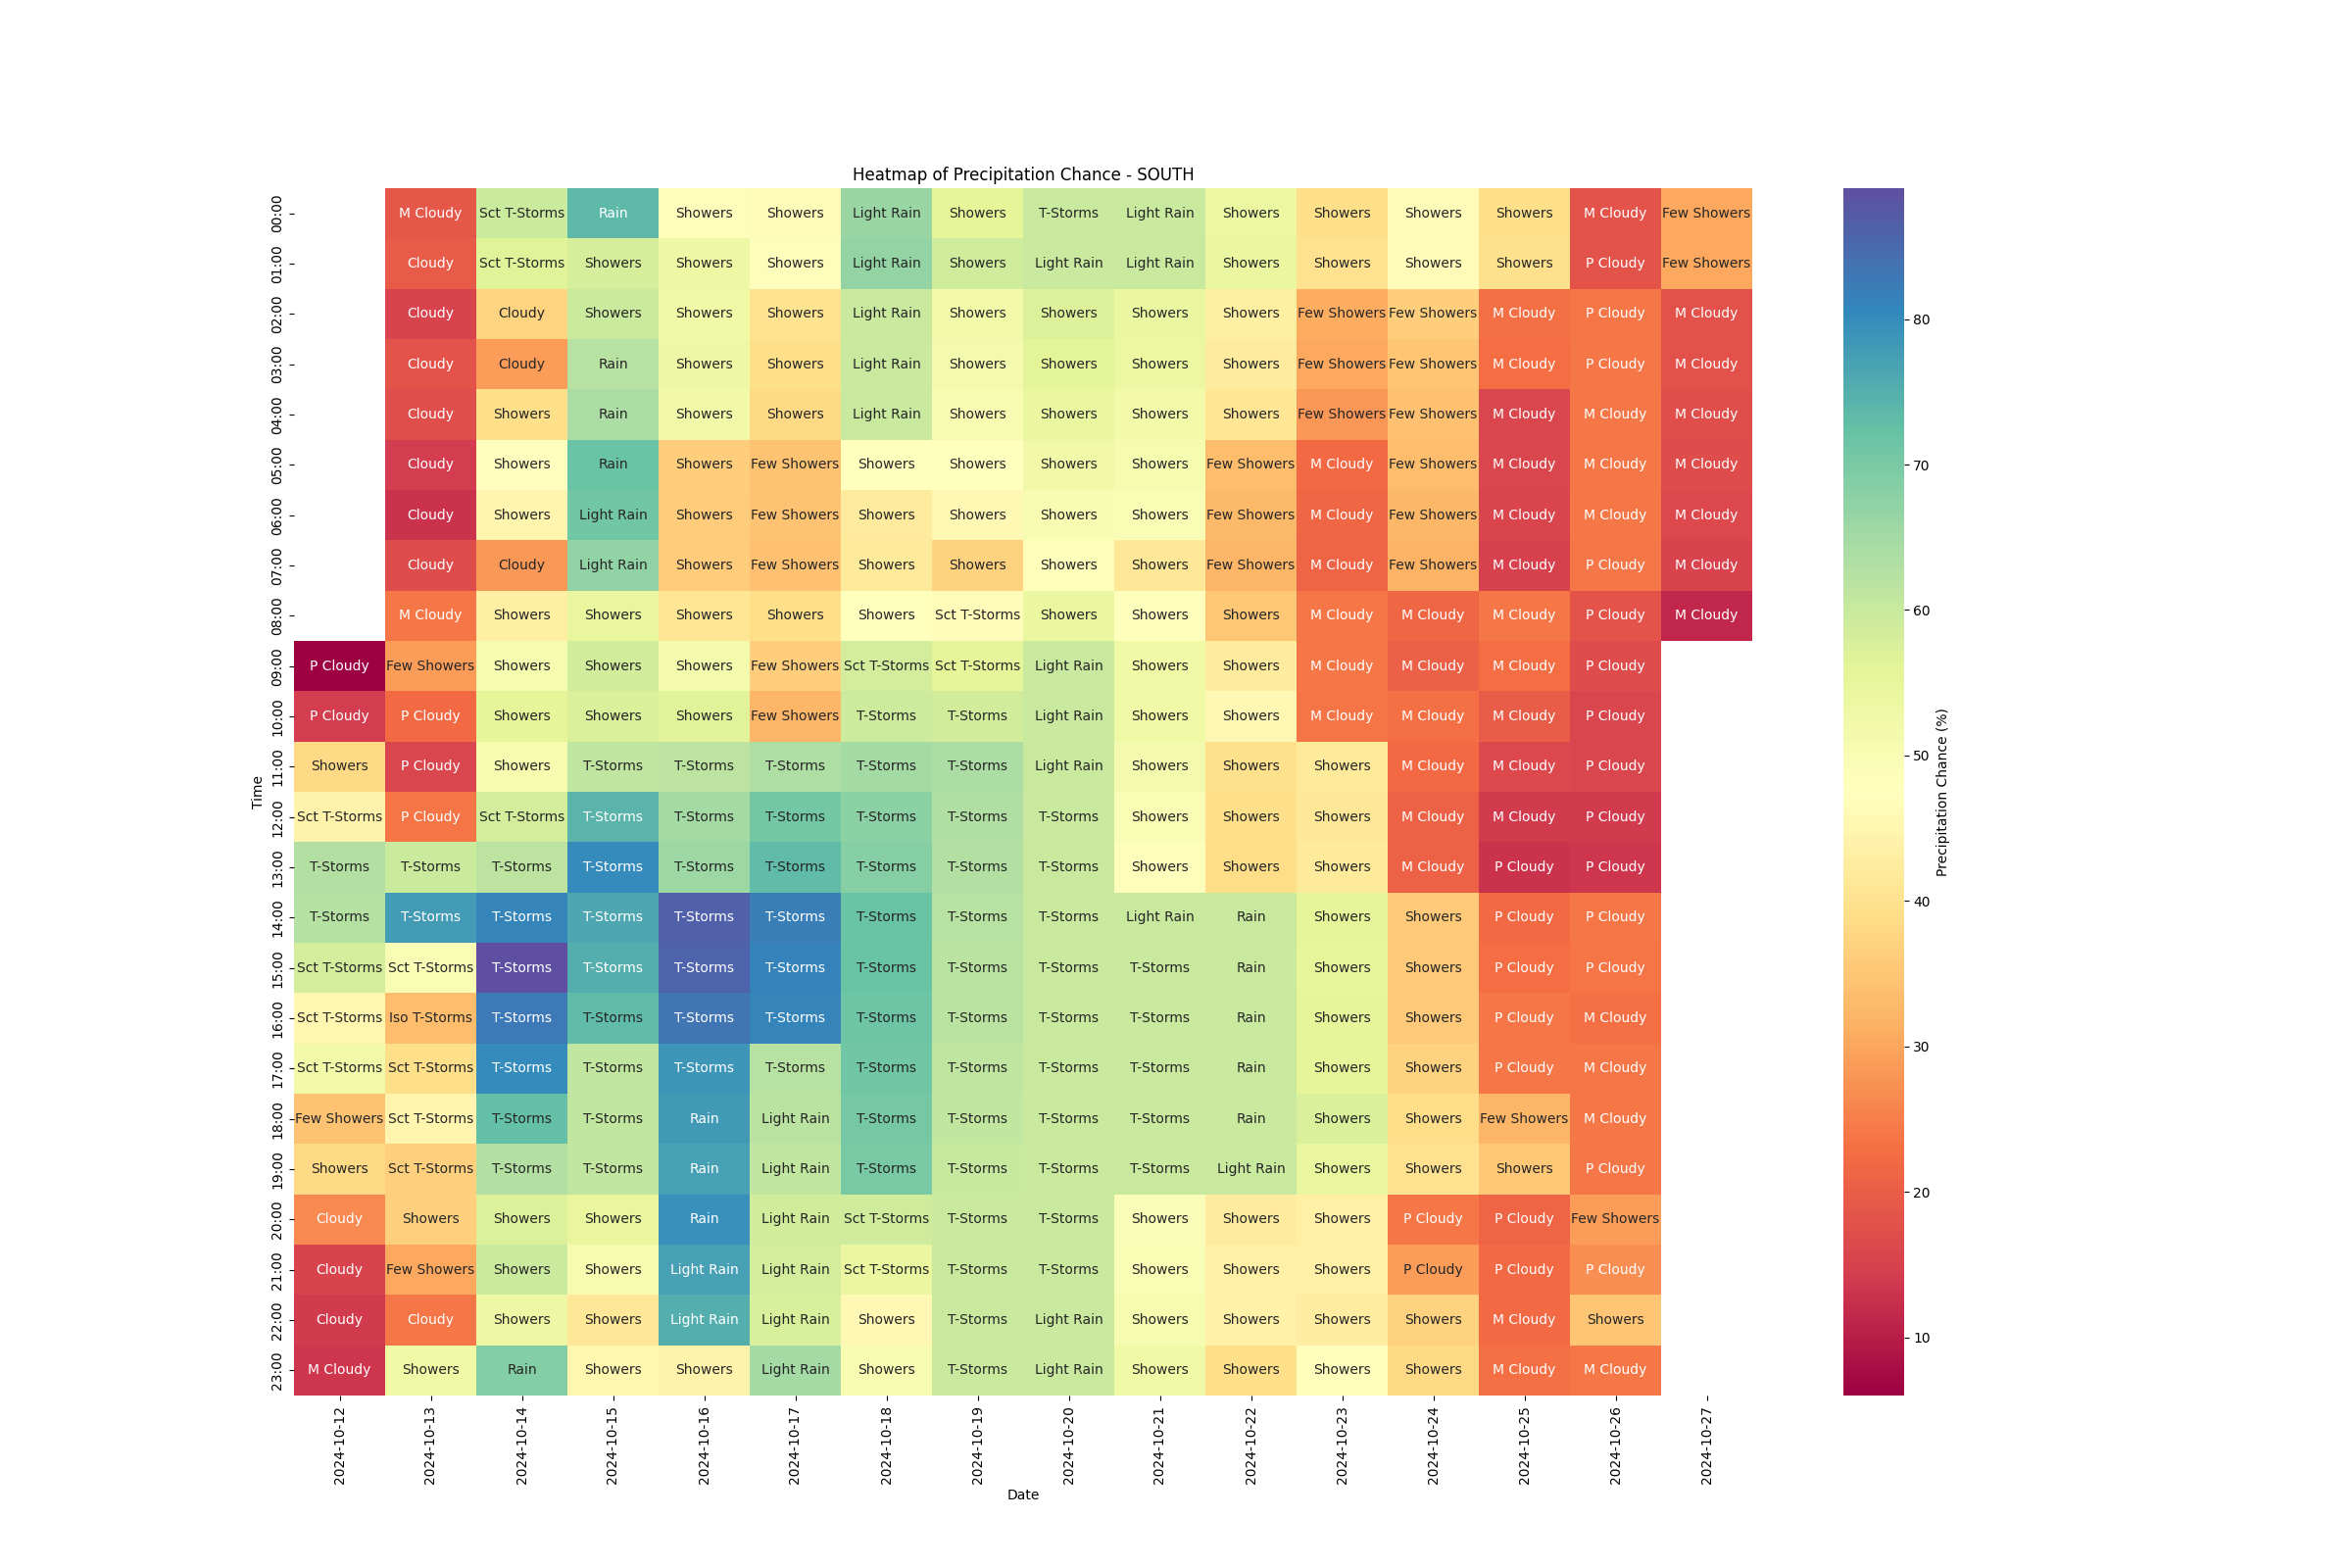 Heatmap of Precipitation Chance - SOUTH
00:00 M Cloudy Sct T-Storms Rain Showers Showers Light Rain Showers T-Storms Light Rain Showers Showers Showers Showers M Cloudy Few Showers
01:00 Cloudy Sct T-Storms Showers Showers Showers Light Rain Showers Light Rain Light Rain Showers Showers Showers Showers P Cloudy Few Showers
02:00 Cloudy Cloudy Showers Showers Showers Light Rain Showers Showers Showers Showers Few Showers Few Showers M Cloudy P Cloudy M Cloudy
03:00 Cloudy Cloudy Rain Showers Showers Light Rain Showers Showers Showers Showers Few Showers Few Showers M Cloudy P Cloudy M Cloudy
04:00 Cloudy Showers Rain Showers Showers Light Rain Showers Showers Showers Showers Few Showers Few Showers M Cloudy M Cloudy M Cloudy
05:00 Cloudy Showers Rain Showers Few Showers Showers Showers Showers Showers Few Showers M Cloudy Few Showers M Cloudy M Cloudy M Cloudy
06:00 Cloudy Showers Light Rain Showers Few Showers Showers Showers Showers Showers Few Showers M Cloudy Few Showers M Cloudy M Cloudy M Cloudy
07:00 Cloudy Cloudy Light Rain Showers Few Showers Showers Showers Showers Showers Few Showers M Cloudy Few Showers M Cloudy P Cloudy M Cloudy
08:00 M Cloudy Showers Showers Showers Showers Showers Sct T-Storms Showers Showers Showers M Cloudy M Cloudy M Cloudy P Cloudy M Cloudy
09:00 P Cloudy Few Showers Showers Showers Showers Few Showers Sct T-Storms Sct T-Storms Light Rain Showers Showers M Cloudy M Cloudy M Cloudy P Cloudy
10:00 P Cloudy P Cloudy Showers Showers Showers Few Showers T-Storms T-Storms Light Rain Showers Showers M Cloudy M Cloudy M Cloudy P Cloudy
11:00 Showers P Cloudy Showers T-Storms T-Storms T-Storms T-Storms T-Storms Light Rain Showers Showers Showers M Cloudy M Cloudy P Cloudy
12:00 Sct T-Storms P Cloudy Sct T-Storms T-Storms T-Storms T-Storms T-Storms T-Storms T-Storms Showers Showers Showers M Cloudy M Cloudy P Cloudy
13:00 T-Storms T-Storms T-Storms T-Storms T-Storms T-Storms T-Storms T-Storms T-Storms Showers Showers Showers M Cloudy P Cloudy P Cloudy
14:00 T-Storms T-Storms T-Storms T-Storms T-Storms T-Storms T-Storms T-Storms T-Storms Light Rain Rain Showers Showers P Cloudy P Cloudy
15:00 Sct T-Storms Sct T-Storms T-Storms T-Storms T-Storms T-Storms T-Storms T-Storms T-Storms T-Storms Rain Showers Showers P Cloudy P Cloudy
16:00 Sct T-Storms Iso T-Storms T-Storms T-Storms T-Storms T-Storms T-Storms T-Storms T-Storms T-Storms Rain Showers Showers P Cloudy M Cloudy
17:00 Sct T-Storms Sct T-Storms T-Storms T-Storms T-Storms T-Storms T-Storms T-Storms T-Storms T-Storms Rain Showers Showers P Cloudy M Cloudy
18:00 Few Showers Sct T-Storms T-Storms T-Storms Rain Light Rain T-Storms T-Storms T-Storms T-Storms Rain Showers Showers Few Showers M Cloudy
19:00 Showers Sct T-Storms T-Storms T-Storms Rain Light Rain T-Storms T-Storms T-Storms T-Storms Light Rain Showers Showers Showers P Cloudy
20:00 Cloudy Showers Showers Showers Rain Light Rain Sct T-Storms T-Storms T-Storms Showers Showers Showers P Cloudy P Cloudy Few Showers
21:00 Cloudy Few Showers Showers Showers Light Rain Light Rain Sct T-Storms T-Storms T-Storms Showers Showers Showers P Cloudy P Cloudy P Cloudy
22:00 Cloudy Cloudy Showers Showers Light Rain Light Rain Showers T-Storms Light Rain Showers Showers Showers Showers M Cloudy Showers
23:00 M Cloudy Showers Rain Showers Showers Light Rain Showers T-Storms Light Rain Showers Showers Showers Showers M Cloudy M Cloudy
2024-10-12 2024-10-13 2024-10-14 2024-10-15 2024-10-16 2024-10-17 2024-10-18 2024-10-19 2024-10-20 2024-10-21 2024-10-22 2024-10-23 2024-10-24 2024-10-25 2024-10-26 2024-10-27
Date
Time
80
70
60
50
40
30
20
10
Precipitation Chance (%)